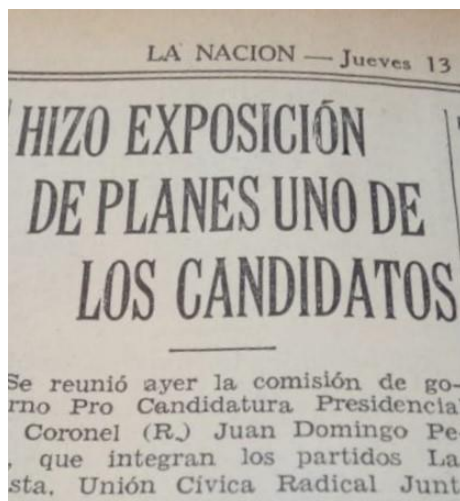 LA NACION — Jueves 13
HIZO EXPOSICIÓN
DE PLANES UNO DE
LOS CANDIDATOS
Se reunió ayer la comisión de go-
rno Pro Candidatura Presidencial
Coronel (R.) Juan Domingo Pe-
, que integran los partidos La
sta, Unión Cívica Radical Junt